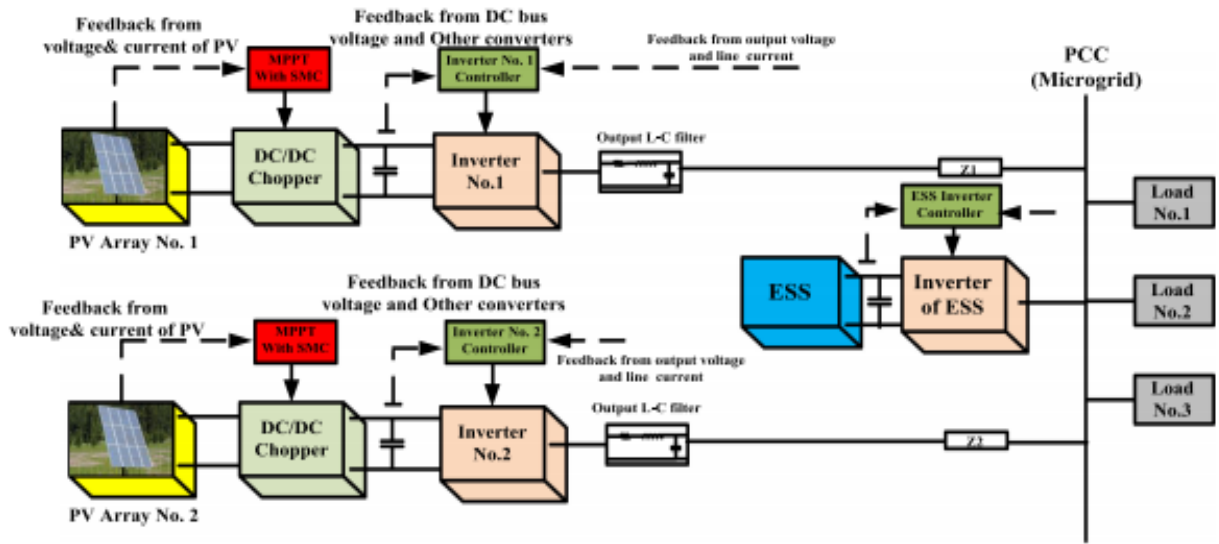 Feedback from
voltage& current of PV
MPPT
With SMC
Feedback from DC bus
voltage and Other converters
Inverter No. 1
Controller
Feedback from output voltage
and line current
PCC
(Microgrid)
DC/DC
Chopper
Inverter
No.1
Output L-C filter
Z1
PV Array No. 1
ESS Inverter
Controller
ESS
Inverter
of ESS
Load
No.1
Load
No.2
Load
No.3
Feedback from
voltage& current of PV
MPPT
With SMC
Feedback from DC bus
voltage and Other converters
Inverter No. 2
Controller
Feedback from output voltage
and line current
DC/DC
Chopper
Inverter
No.2
Output L-C filter
Z2
PV Array No. 2